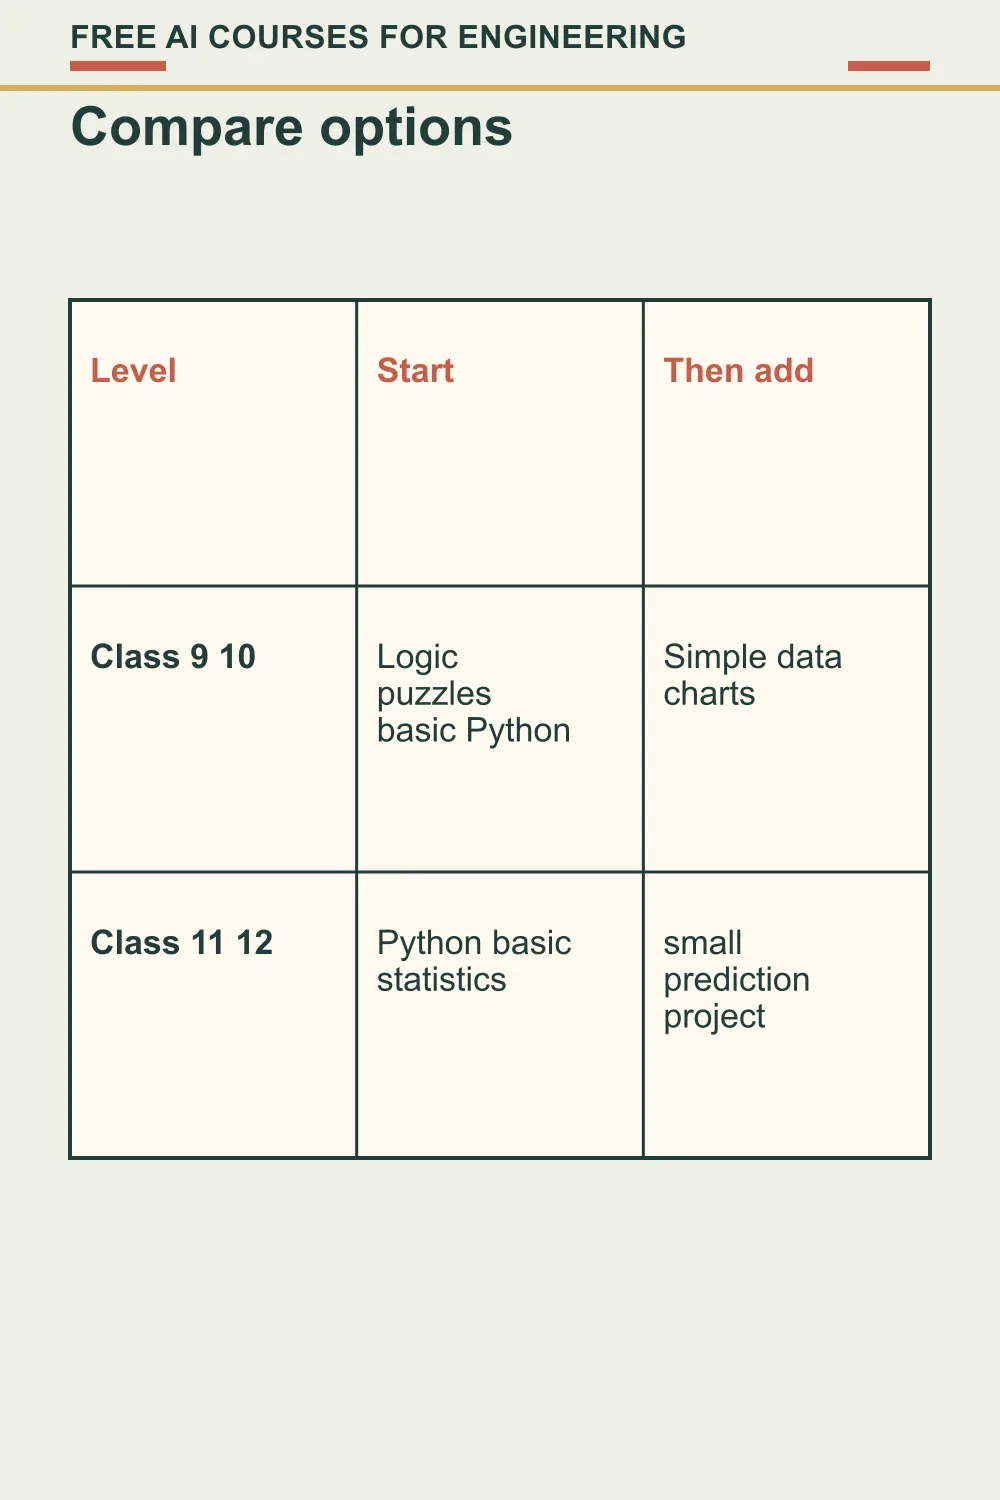 FREE AI COURSES FOR ENGINEERING
Compare options
Level
Start
Then add
Class 9 10
Logic
puzzles
basic Python
Simple data
charts
Class 11 12
Python basic
statistics
small
prediction
project